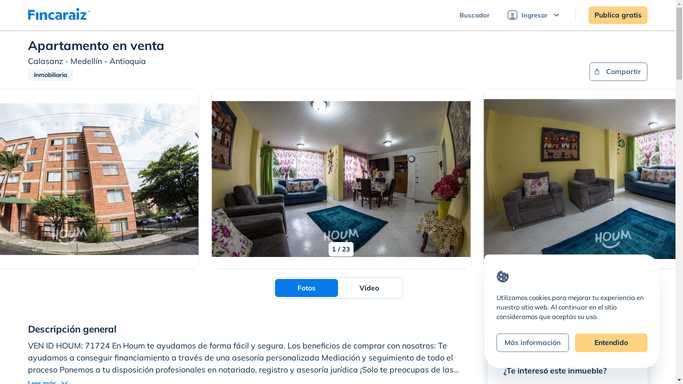 Fincaraiz
Buscador
Ingresar
Publica gratis
Apartamento en venta
Calasanz - Medellín - Antioquia
Inmobiliaria
Compartir
HOUM
HOUM
HOUM
1 / 23
Fotos
Video
Utilizamos cookies para mejorar tu experiencia en
nuestro sitio web. Al continuar en el sitio
consideramos que aceptas su uso.
Más información
Entendido
Descripción general
VEN ID HOUM: 71724 En Houm te ayudamos de forma fácil y segura. Los beneficios de comprar con nosotros: Te
ayudamos a conseguir financiamiento a través de una asesoría personalizada Mediación y seguimiento de todo el
proceso Ponemos a tu disposición profesionales en notariado, registro y asesoría jurídica ¡Solo te preocupas de las...
Leer más
¿Te interesó este inmueble?